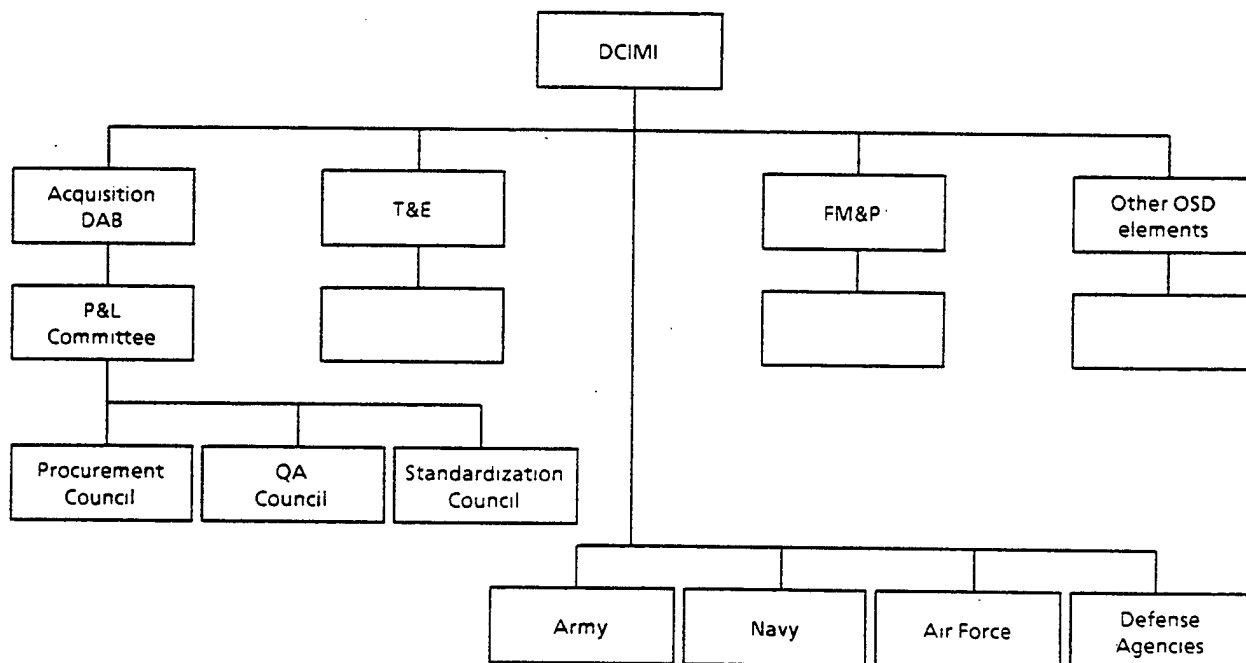 DCIMI
Acquisition
DAB
T&E
FM&P
Other OSD
elements
P&L
Committee
Procurement
Council
QA
Council
Standardization
Council
Army
Navy
Air Force
Defense
Agencies